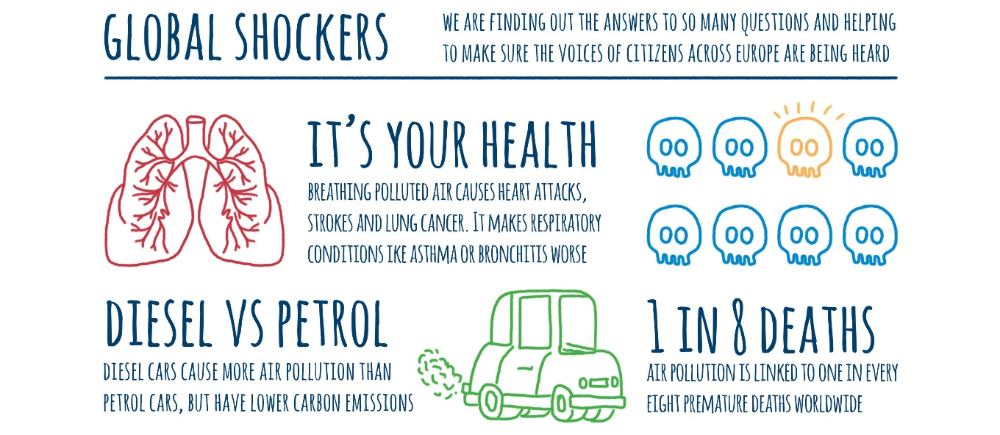 GLOBAL SHOCKERS
WE ARE FINDING OUT THE ANSWERS TO SO MANY QUESTIONS AND HELPING
TO MAKE SURE THE VOICES OF CITIZENS ACROSS EUROPE ARE BEING HEARD
IT'S YOUR HEALTH
BREATHING POLLUTED AIR CAUSES HEART ATTACKS,
STROKES AND LUNG CANCER. IT MAKES RESPIRATORY
CONDITIONS IKE ASTHMA OR BRONCHITIS WORSE
DIESEL VS PETROL
DIESEL CARS CAUSE MORE AIR POLLUTION THAN
PETROL CARS, BUT HAVE LOWER CARBON EMISSIONS
1 IN 8 DEATHS
AIR POLLUTION IS LINKED TO ONE IN EVERY
EIGHT PREMATURE DEATHS WORLDWIDE